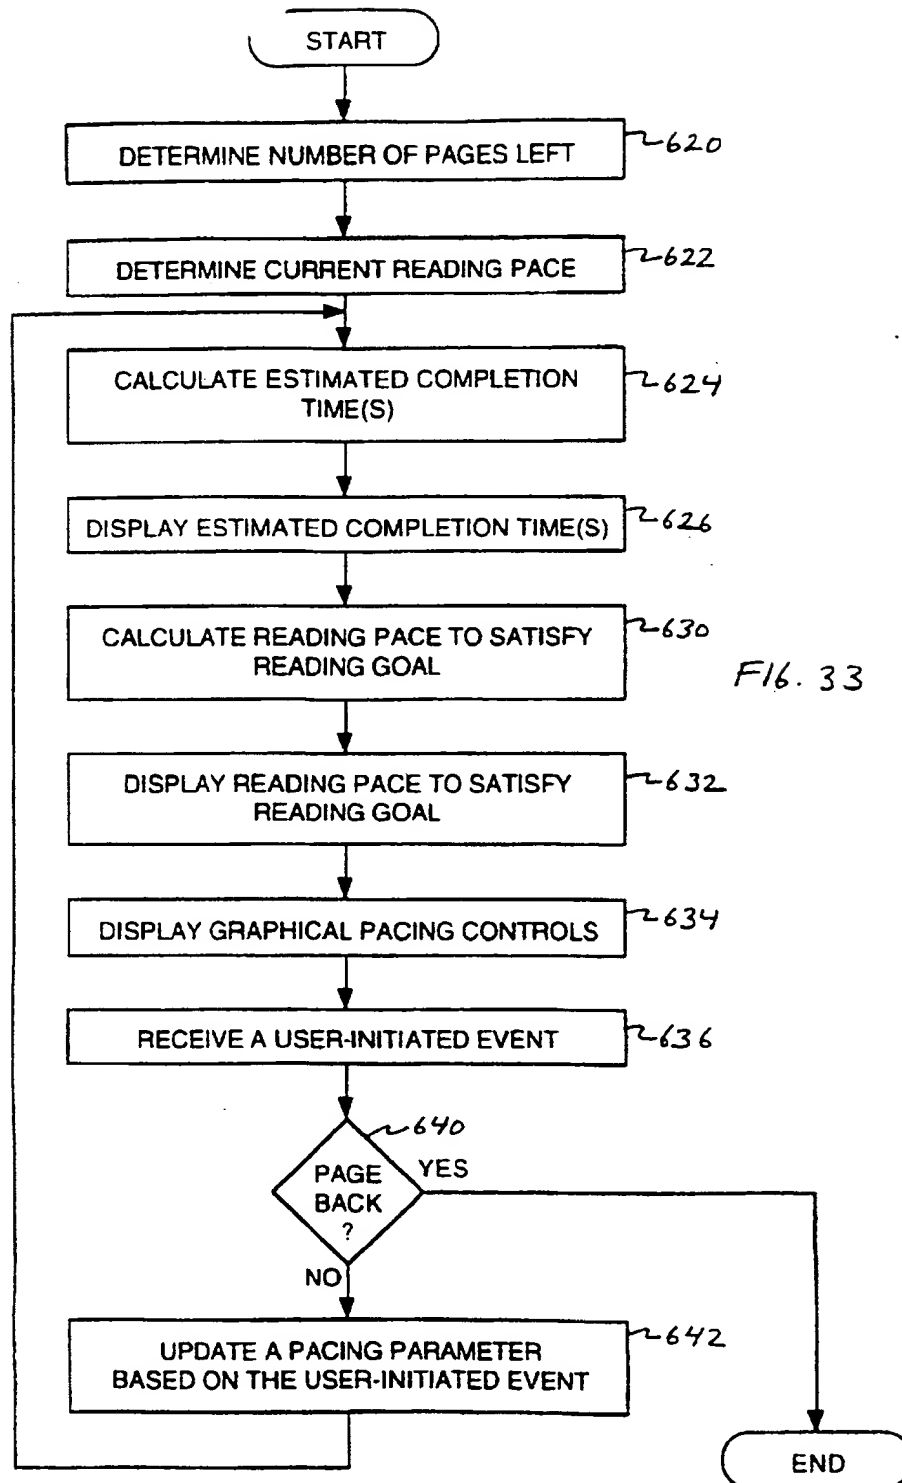 START
DETERMINE NUMBER OF PAGES LEFT
620
DETERMINE CURRENT READING PACE
622
CALCULATE ESTIMATED COMPLETION
TIME(S)
624
DISPLAY ESTIMATED COMPLETION TIME(S)
626
CALCULATE READING PACE TO SATISFY
READING GOAL
630
FIG. 33
DISPLAY READING PACE TO SATISFY
READING GOAL
632
DISPLAY GRAPHICAL PACING CONTROLS
634
RECEIVE A USER-INITIATED EVENT
636
640
PAGE
BACK
?
YES
NO
UPDATE A PACING PARAMETER
BASED ON THE USER-INITIATED EVENT
642
END